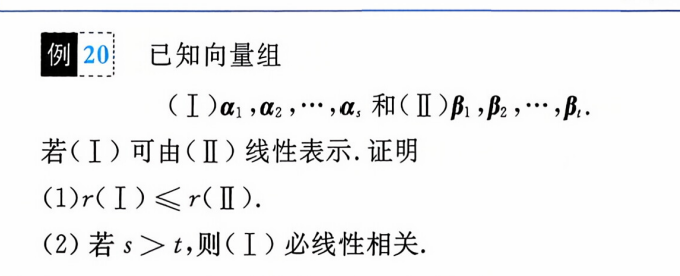 例 20 已知向量组
(Ⅰ)α₁,α₂,⋯,αₛ 和(Ⅱ)β₁,β₂,⋯,βₜ.
若(Ⅰ)可由(Ⅱ)线性表示.证明
(1)r(Ⅰ)≤r(Ⅱ).
(2)若 s>t,则(Ⅰ)必线性相关.